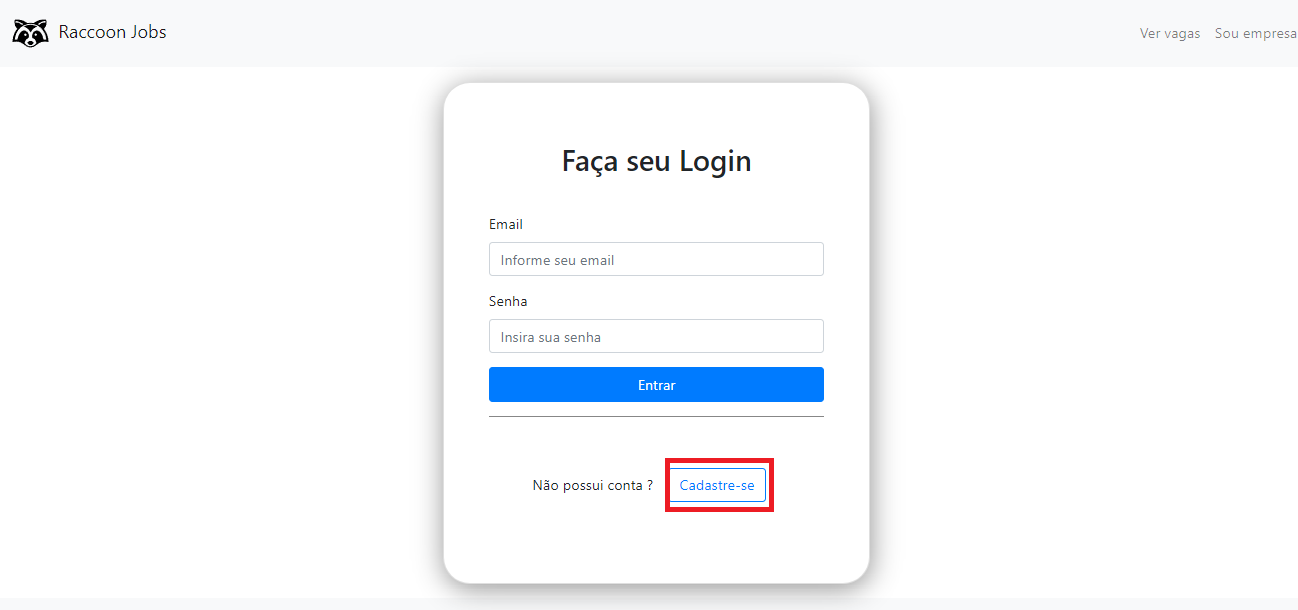 Raccoon Jobs
Ver vagas Sou empresa
Faça seu Login
Email
Informe seu email
Senha
Insira sua senha
Entrar
Não possui conta ? Cadastre-se